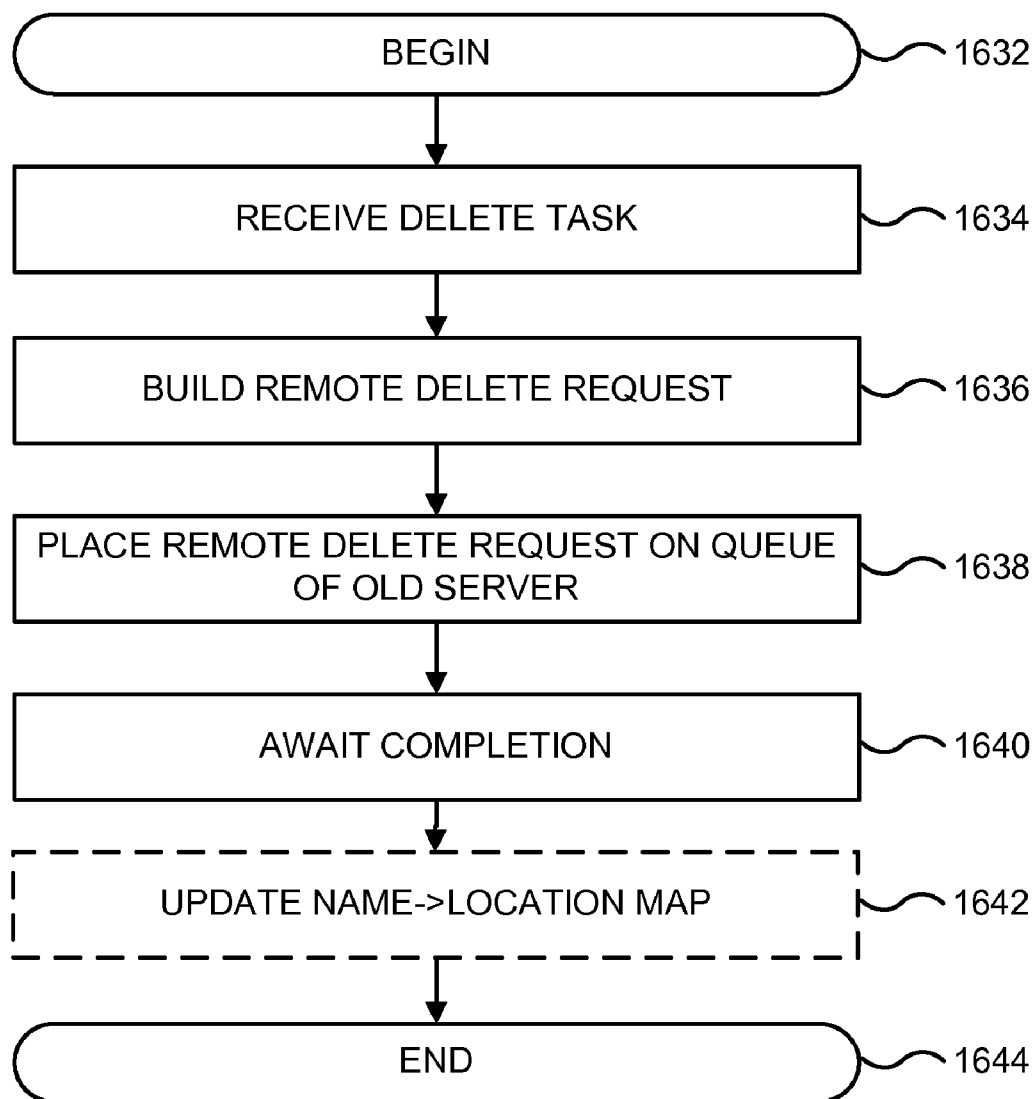 BEGIN
1632
RECEIVE DELETE TASK
1634
BUILD REMOTE DELETE REQUEST
1636
PLACE REMOTE DELETE REQUEST ON QUEUE
OF OLD SERVER
1638
AWAIT COMPLETION
1640
UPDATE NAME->LOCATION MAP
1642
END
1644